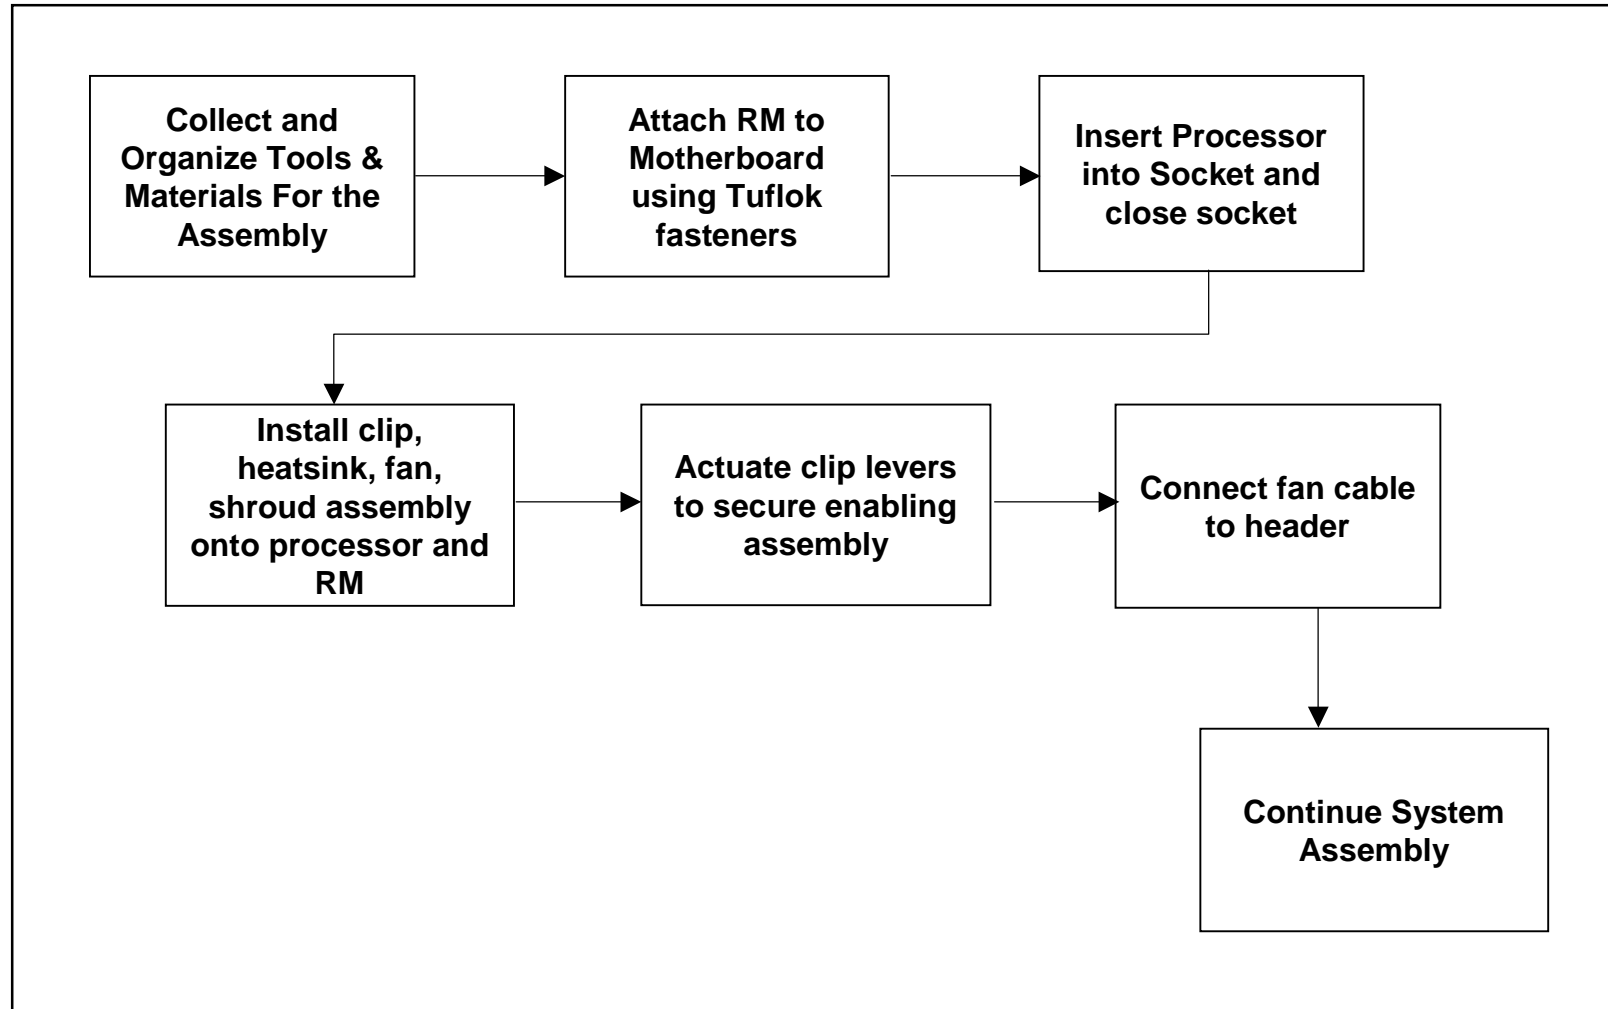 Collect and
Organize Tools &
Materials For the
Assembly
Attach RM to
Motherboard
using Tuflok
fasteners
Insert Processor
into Socket and
close socket
Install clip,
heatsink, fan,
shroud assembly
onto processor and
RM
Actuate clip levers
to secure enabling
assembly
Connect fan cable
to header
Continue System
Assembly